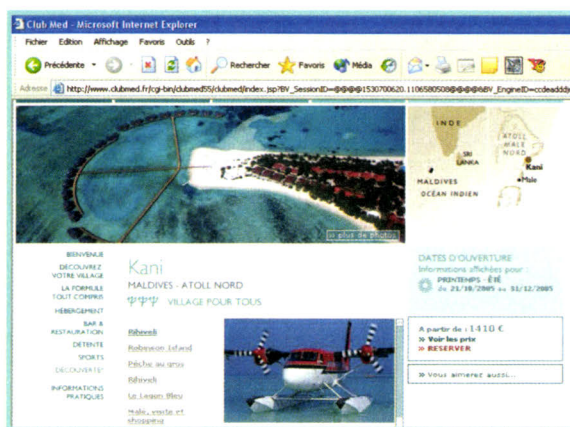 Club Med - Microsoft Internet Explorer
Fichier Edition Affichage Favoris Outils ?
Précédente Rechercher Favoris Média
Adresse http://www.clubmed.fr/cgi-bin/clubmed55/clubmed/index.jsp?BV_SessionID=@@@@1530700620.1106580508@@@@&BV_EngineID=ccdeadddj
INDE
SRI
LANKA
ATOLL
MALE
NORD
Kani
Male
MALDIVES
OCÉAN INDIEN
» plus de photos
BIENVENUE
DÉCOUVREZ
VOTRE VILLAGE
LA FORMULE
TOUT COMPRIS
HÉBERGEMENT
BAR &
RESTAURATION
DÉTENTE
SPORTS
DÉCOUVERTE
INFORMATIONS
PRATIQUES
Kani
MALDIVES - ATOLL NORD
VILLAGE POUR TOUS
Rihiveli
Robinson Island
Pêche au gros
Rihiveli
Le Lagon Bleu
Malé, visite et
shopping
DATES D'OUVERTURE
Informations affichées pour :
PRINTEMPS - ÉTÉ
de 21/10/2005 au 31/12/2005
A partir de : 1410 €
» Voir les prix
» RESERVER
» Vous aimerez aussi...